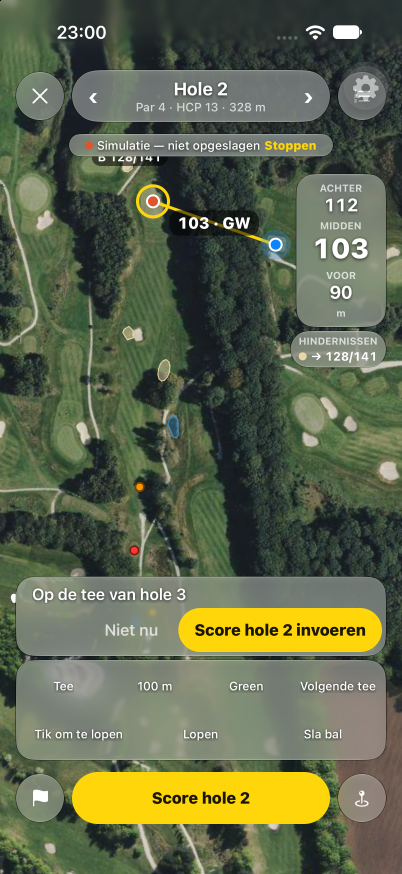 23:00
Hole 2
Par 4 · HCP 13 · 328 m
Simulatie — niet opgeslagen Stoppen
B 128/141
ACHTER
112
MIDDEN
103
VOOR
90
m
103 · GW
HINDERNISSEN
→ 128/141
Op de tee van hole 3
Niet nu
Score hole 2 invoeren
Tee 100 m Green Volgende tee
Tik om te lopen Lopen Sla bal
Score hole 2